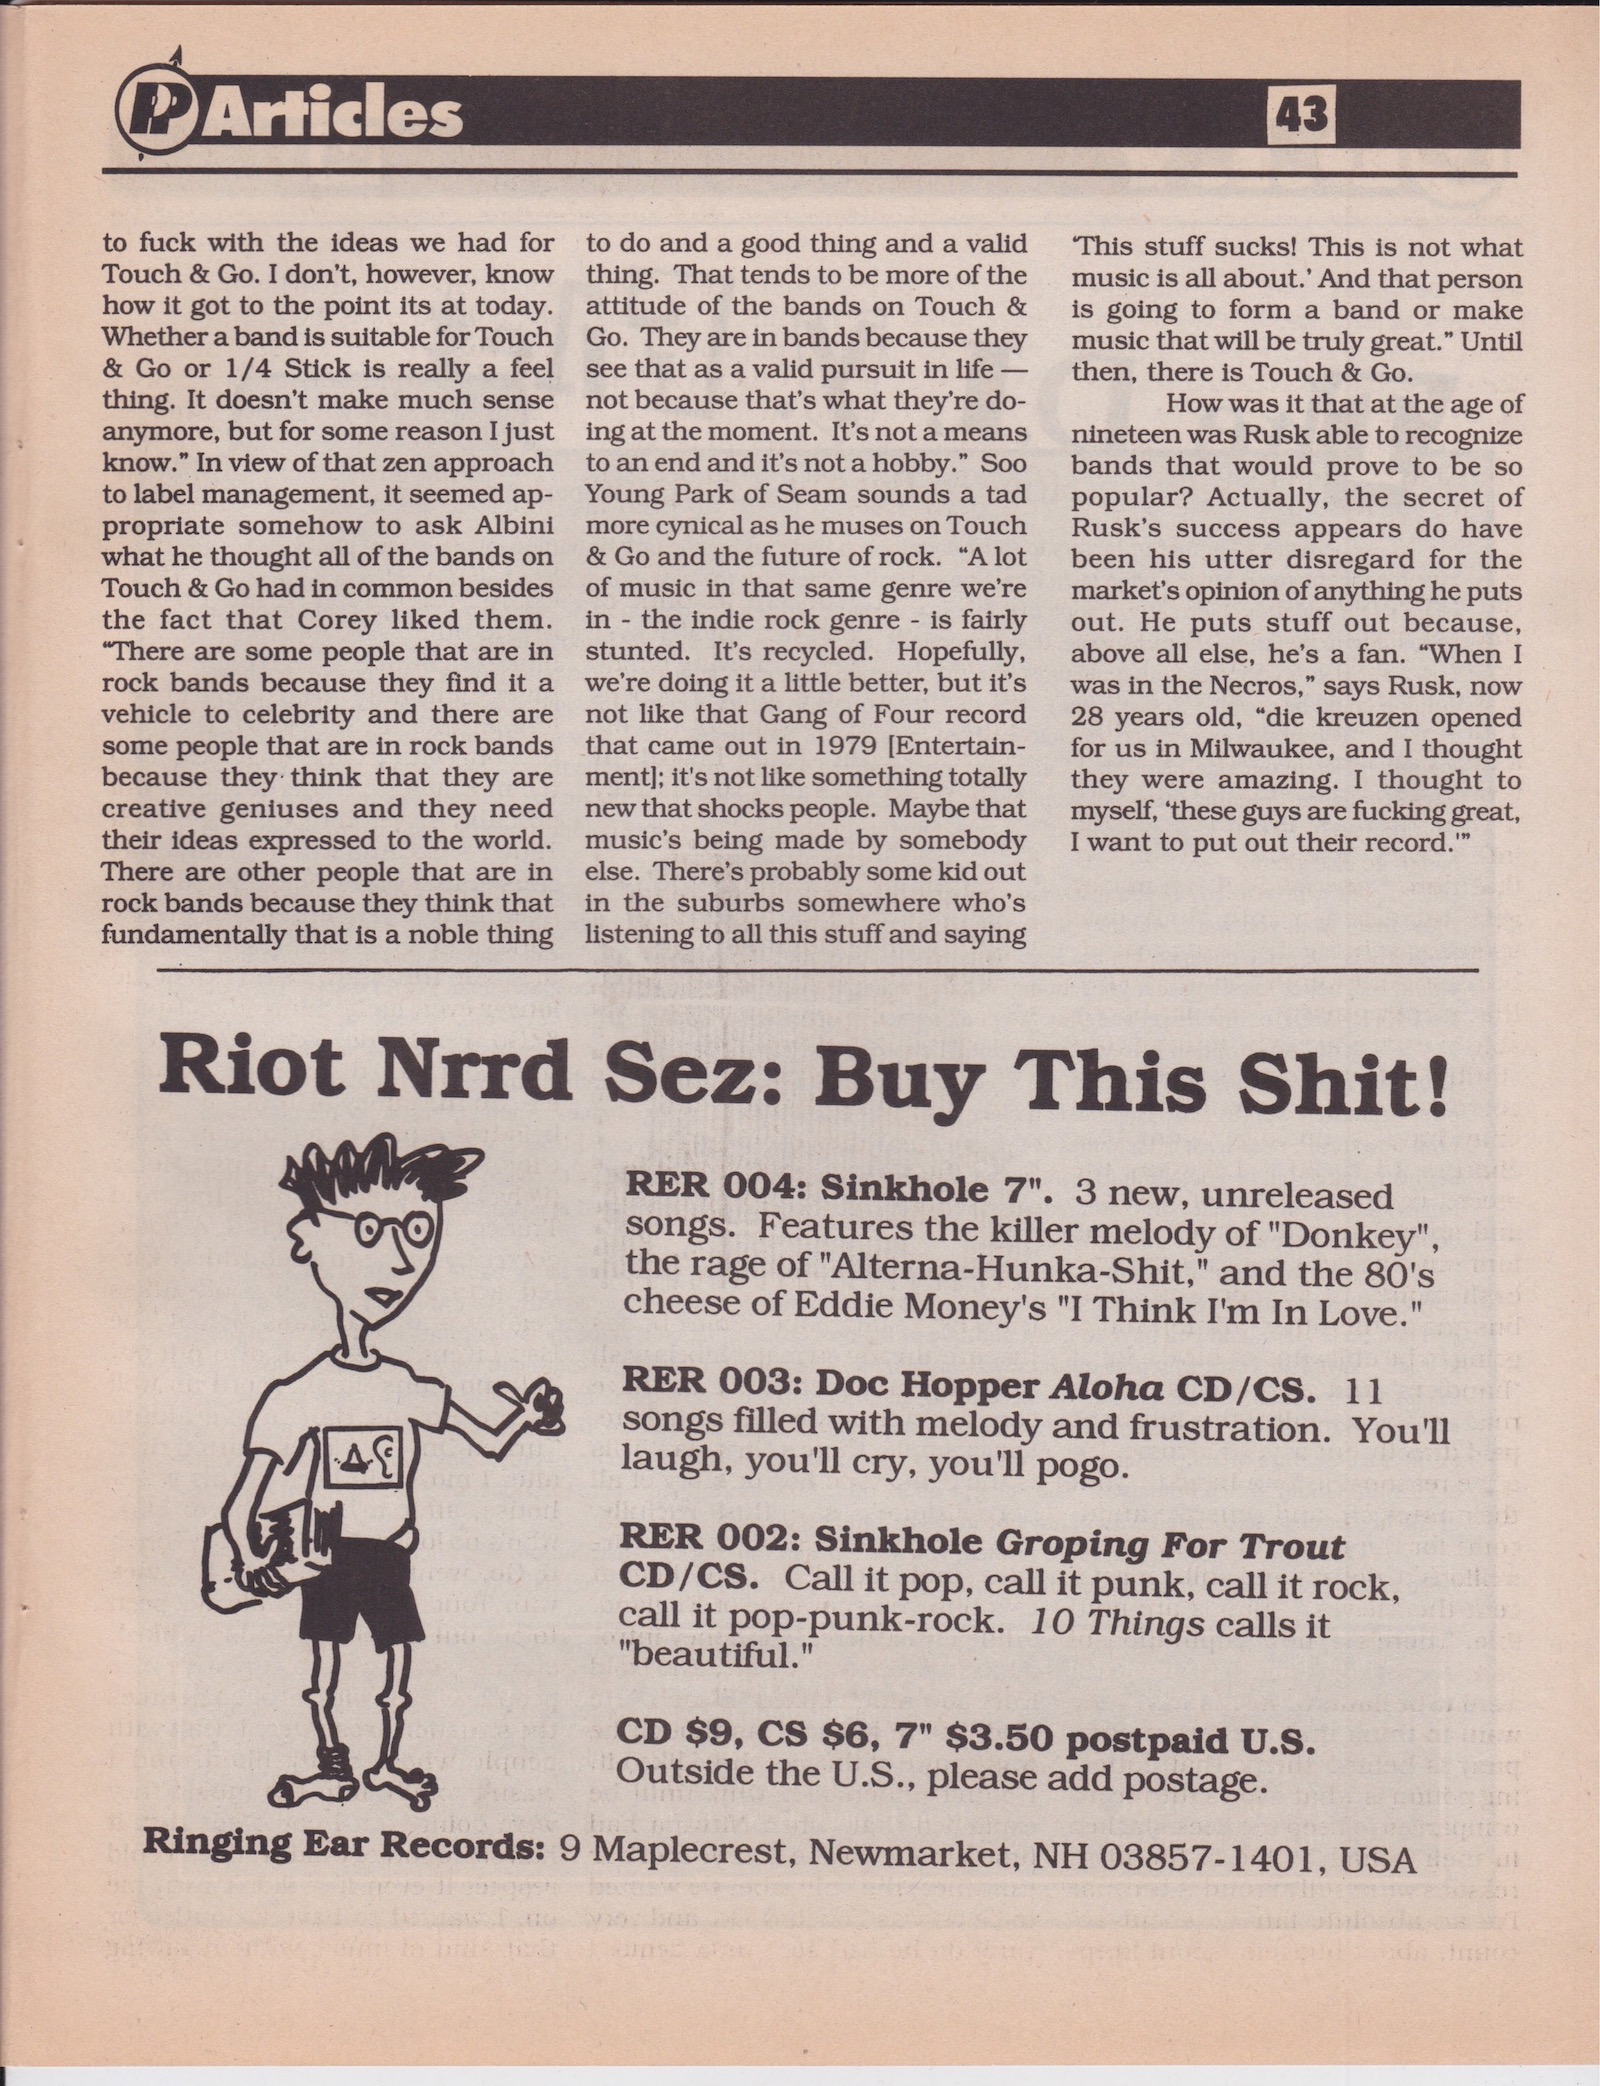 PP Articles
43
to fuck with the ideas we had for
Touch & Go. I don't, however, know
how it got to the point its at today.
Whether a band is suitable for Touch
& Go or 1/4 Stick is really a feel
thing. It doesn't make much sense
anymore, but for some reason I just
know.” In view of that zen approach
to label management, it seemed ap-
propriate somehow to ask Albini
what he thought all of the bands on
Touch & Go had in common besides
the fact that Corey liked them.
“There are some people that are in
rock bands because they find it a
vehicle to celebrity and there are
some people that are in rock bands
because they think that they are
creative geniuses and they need
their ideas expressed to the world.
There are other people that are in
rock bands because they think that
fundamentally that is a noble thing
to do and a good thing and a valid
thing. That tends to be more of the
attitude of the bands on Touch &
Go. They are in bands because they
see that as a valid pursuit in life —
not because that's what they're do-
ing at the moment. It's not a means
to an end and it's not a hobby.” Soo
Young Park of Seam sounds a tad
more cynical as he muses on Touch
& Go and the future of rock. “A lot
of music in that same genre we're
in - the indie rock genre - is fairly
stunted. It's recycled. Hopefully,
we're doing it a little better, but it's
not like that Gang of Four record
that came out in 1979 [Entertain-
ment]; it's not like something totally
new that shocks people. Maybe that
music's being made by somebody
else. There's probably some kid out
in the suburbs somewhere who's
listening to all this stuff and saying
‘This stuff sucks! This is not what
music is all about.’ And that person
is going to form a band or make
music that will be truly great.” Until
then, there is Touch & Go.
How was it that at the age of
nineteen was Rusk able to recognize
bands that would prove to be so
popular? Actually, the secret of
Rusk's success appears do have
been his utter disregard for the
market's opinion of anything he puts
out. He puts stuff out because,
above all else, he's a fan. “When I
was in the Necros,” says Rusk, now
28 years old, “die kreuzen opened
for us in Milwaukee, and I thought
they were amazing. I thought to
myself, ‘these guys are fucking great,
I want to put out their record.'”
Riot Nrrd Sez: Buy This Shit!
RER 004: Sinkhole 7". 3 new, unreleased
songs. Features the killer melody of "Donkey",
the rage of "Alterna-Hunka-Shit," and the 80's
cheese of Eddie Money's "I Think I'm In Love."
RER 003: Doc Hopper Aloha CD/CS. 11
songs filled with melody and frustration. You'll
laugh, you'll cry, you'll pogo.
RER 002: Sinkhole Groping For Trout
CD/CS. Call it pop, call it punk, call it rock,
call it pop-punk-rock. 10 Things calls it
"beautiful."
CD $9, CS $6, 7" $3.50 postpaid U.S.
Outside the U.S., please add postage.
Ringing Ear Records: 9 Maplecrest, Newmarket, NH 03857-1401, USA